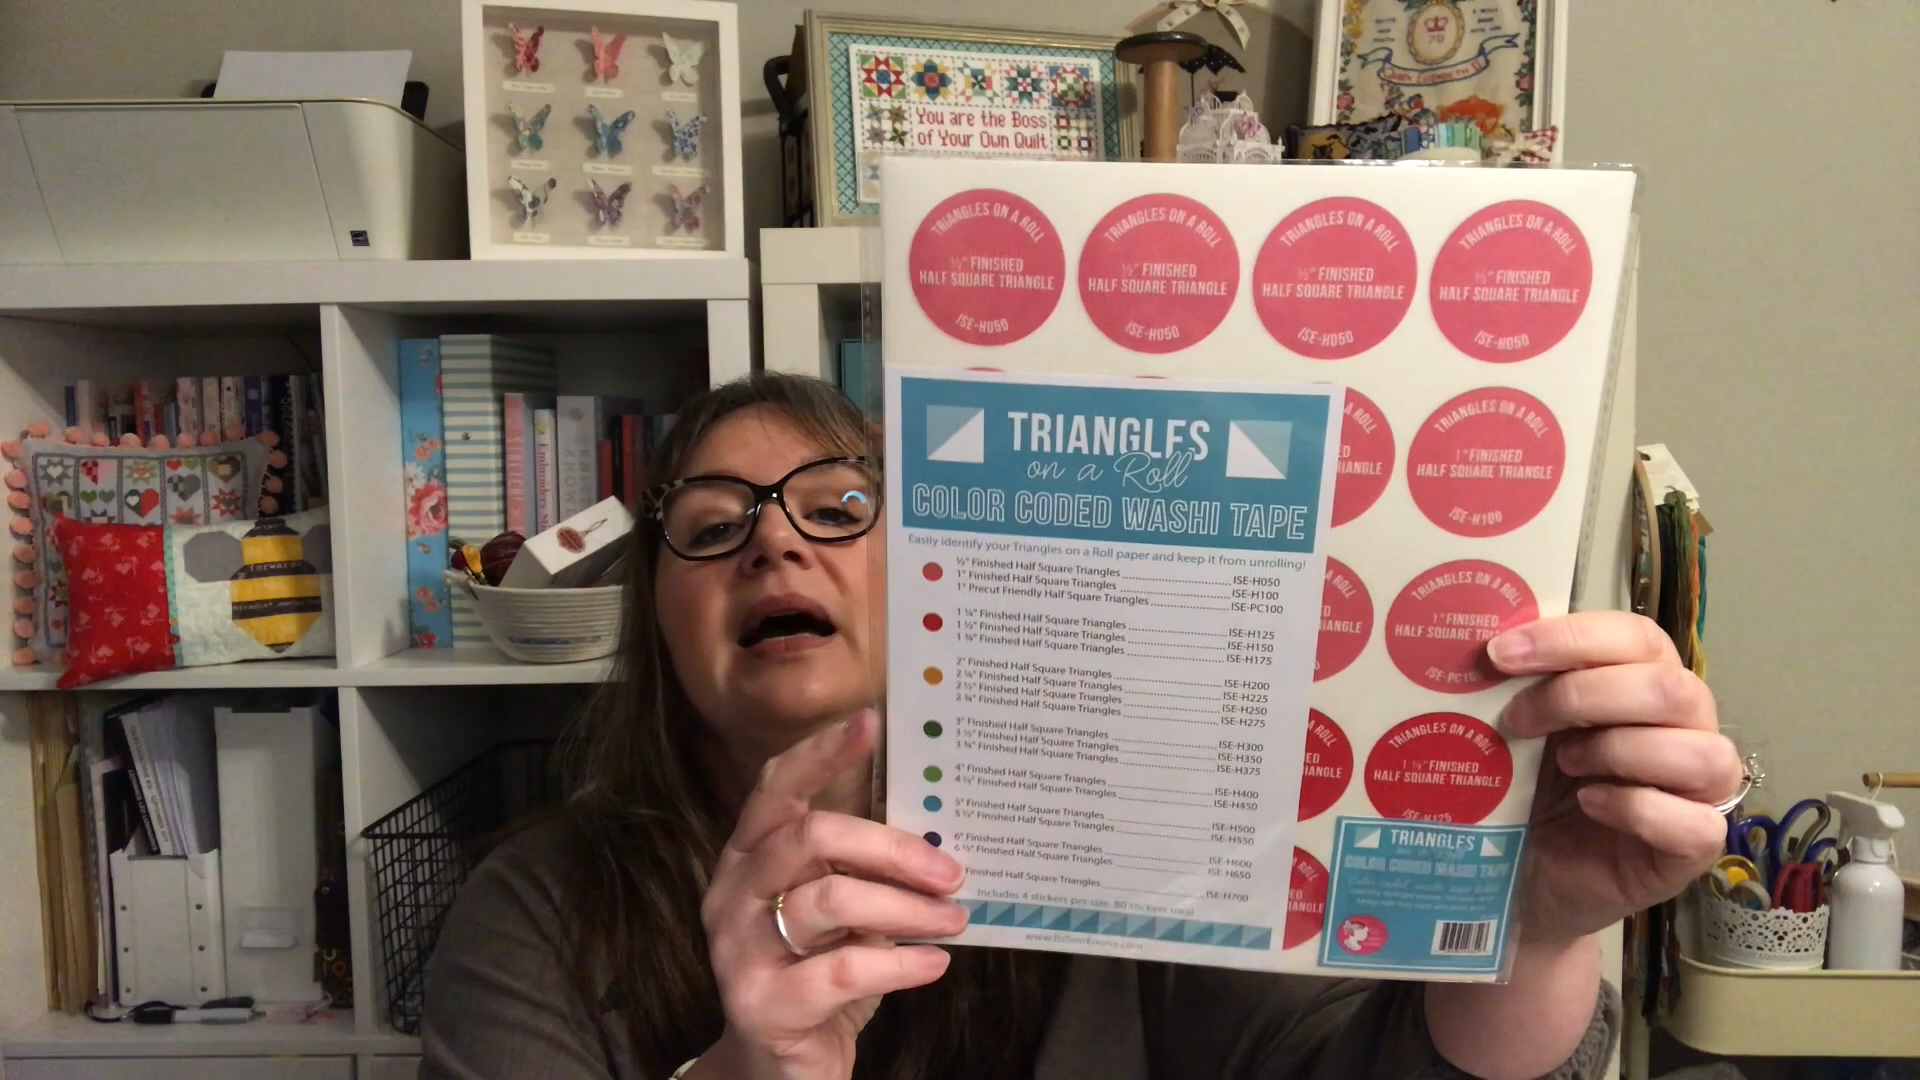 You are the Boss
of Your Own Quilt
TRIANGLES ON A ROLL
½" FINISHED
HALF SQUARE TRIANGLE
ISE-H050
TRIANGLES ON A ROLL
½" FINISHED
HALF SQUARE TRIANGLE
ISE-H050
TRIANGLES ON A ROLL
½" FINISHED
HALF SQUARE TRIANGLE
ISE-H050
TRIANGLES ON A ROLL
½" FINISHED
HALF SQUARE TRIANGLE
ISE-H050
TRIANGLES
on a Roll
COLOR CODED WASHI TAPE
Easily identify your Triangles on a Roll paper and keep it from unrolling!
½" Finished Half Square Triangles ISE-H050
1" Finished Half Square Triangles ISE-H100
1" Precut Friendly Half Square Triangles ISE-PC100
1 ¼" Finished Half Square Triangles ISE-H125
1 ½" Finished Half Square Triangles ISE-H150
1 ¾" Finished Half Square Triangles ISE-H175
2" Finished Half Square Triangles ISE-H200
2 ¼" Finished Half Square Triangles ISE-H225
2 ½" Finished Half Square Triangles ISE-H250
2 ¾" Finished Half Square Triangles ISE-H275
3" Finished Half Square Triangles ISE-H300
3 ½" Finished Half Square Triangles ISE-H350
3 ¾" Finished Half Square Triangles ISE-H375
4" Finished Half Square Triangles ISE-H400
4 ½" Finished Half Square Triangles ISE-H450
5" Finished Half Square Triangles ISE-H500
5 ½" Finished Half Square Triangles ISE-H550
6" Finished Half Square Triangles ISE-H600
6 ½" Finished Half Square Triangles ISE-H650
Finished Half Square Triangles ISE-H700
Includes 4 stickers per size. 80 stickers total
A ROLL
IANGLE
TRIANGLES ON A ROLL
1" FINISHED
HALF SQUARE TRIANGLE
ISE-H100
A ROLL
IANGLE
TRIANGLES ON A ROLL
1" FINISHED
HALF SQUARE TRI
ISE-PC10
A ROLL
IANGLE
TRIANGLES ON A ROLL
1 ¼" FINISHED
HALF SQUARE TRIANGLE
ISE-H125
IANGLE
TRIANGLES
COLOR CODED WASHI TAPE